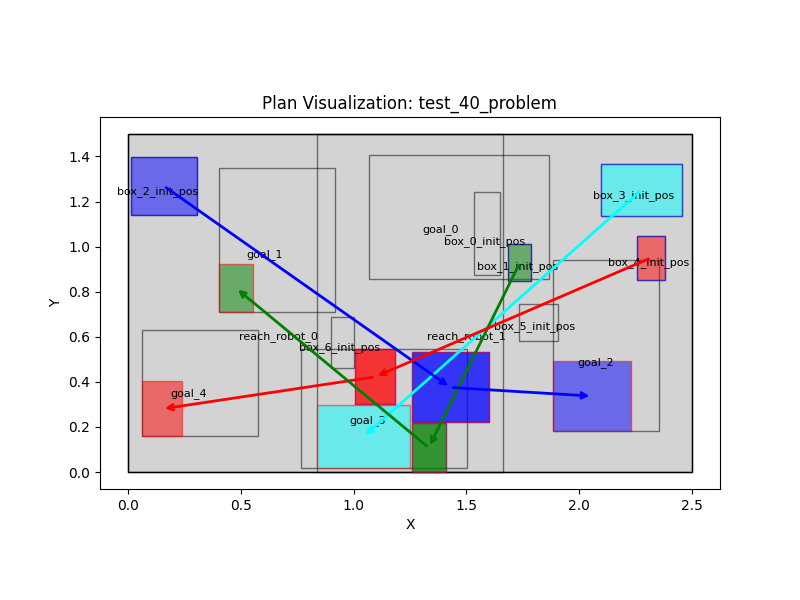 Plan Visualization: test_40_problem
1.4
1.2
1.0
0.8
0.6
0.4
0.2
0.0
Y
box_2_init_pos
box_3_init_pos
goal_0
box_0_init_pos
goal_1
box_1_init_pos
box_4_init_pos
box_5_init_pos
reach_robot_0
reach_robot_1
box_6_init_pos
goal_2
goal_4
goal_3
0.0
0.5
1.0
1.5
2.0
2.5
X